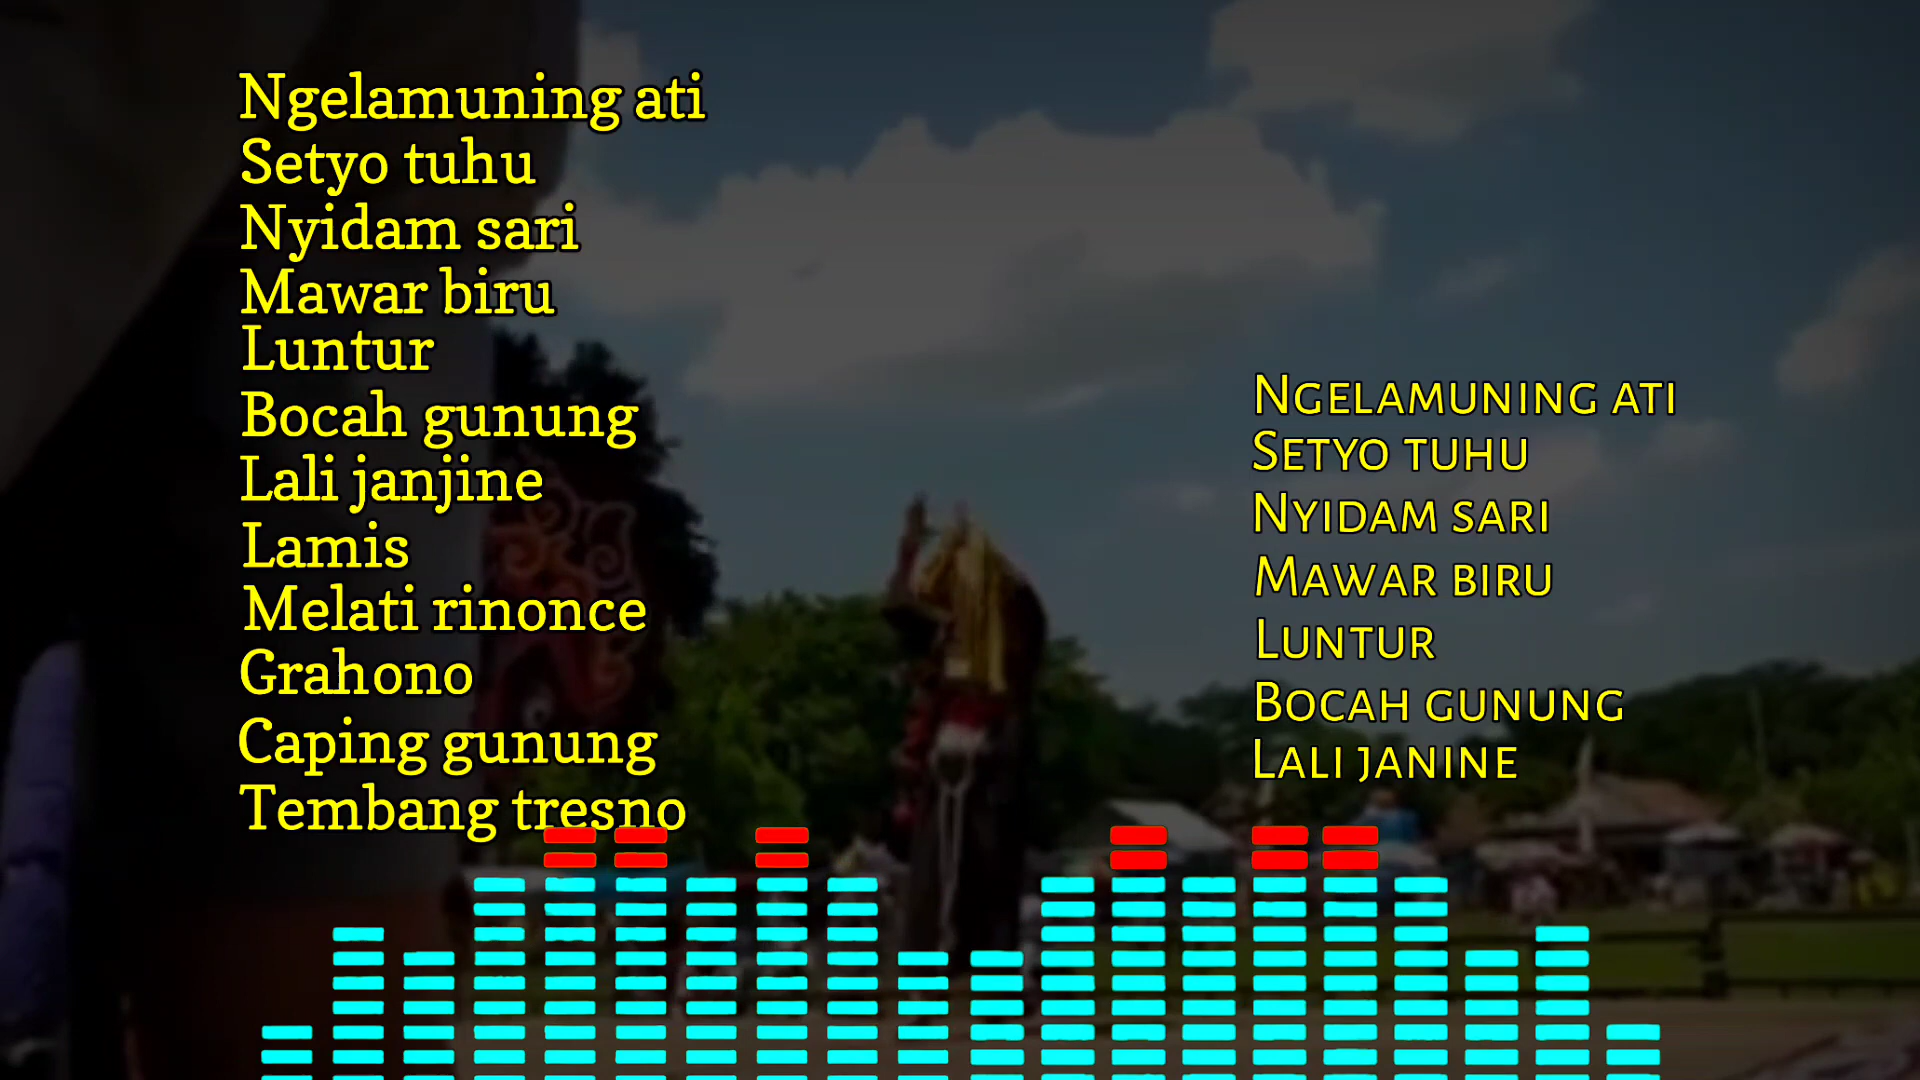 Ngelamuning ati
Setyo tuhu
Nyidam sari
Mawar biru
Luntur
Bocah gunung
Lali janjine
Lamis
Melati rinonce
Grahono
Caping gunung
Tembang tresno
Ngelamuning ati
Setyo tuhu
Nyidam sari
Mawar biru
Luntur
Bocah gunung
Lali janine